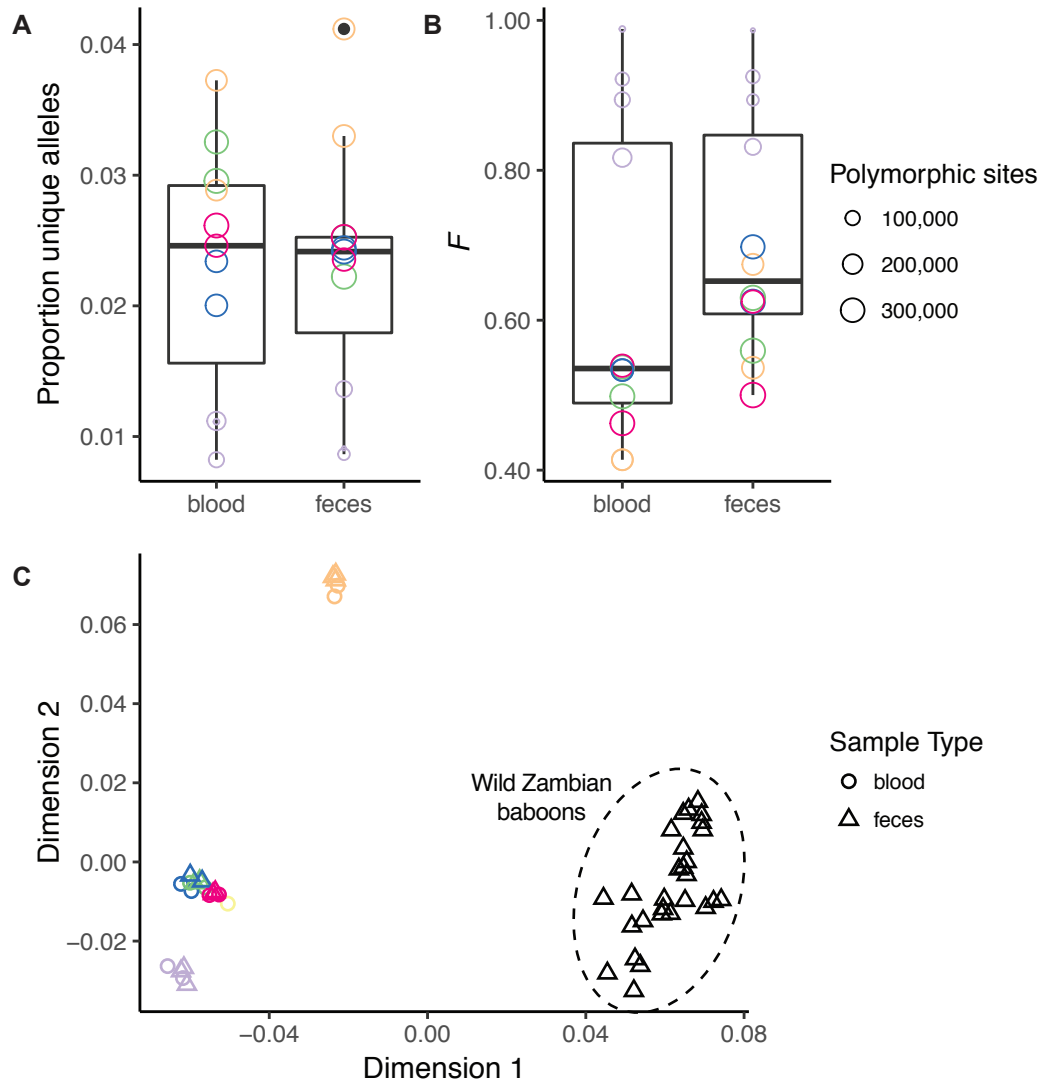 A
Proportion unique alleles
0.04
0.03
0.02
0.01
blood
feces
B
F
1.00
0.80
0.60
0.40
blood
feces
Polymorphic sites
100,000
200,000
300,000
C
Dimension 2
0.06
0.04
0.02
0.00
−0.02
Wild Zambian
baboons
−0.04
0.00
0.04
0.08
Dimension 1
Sample Type
blood
feces